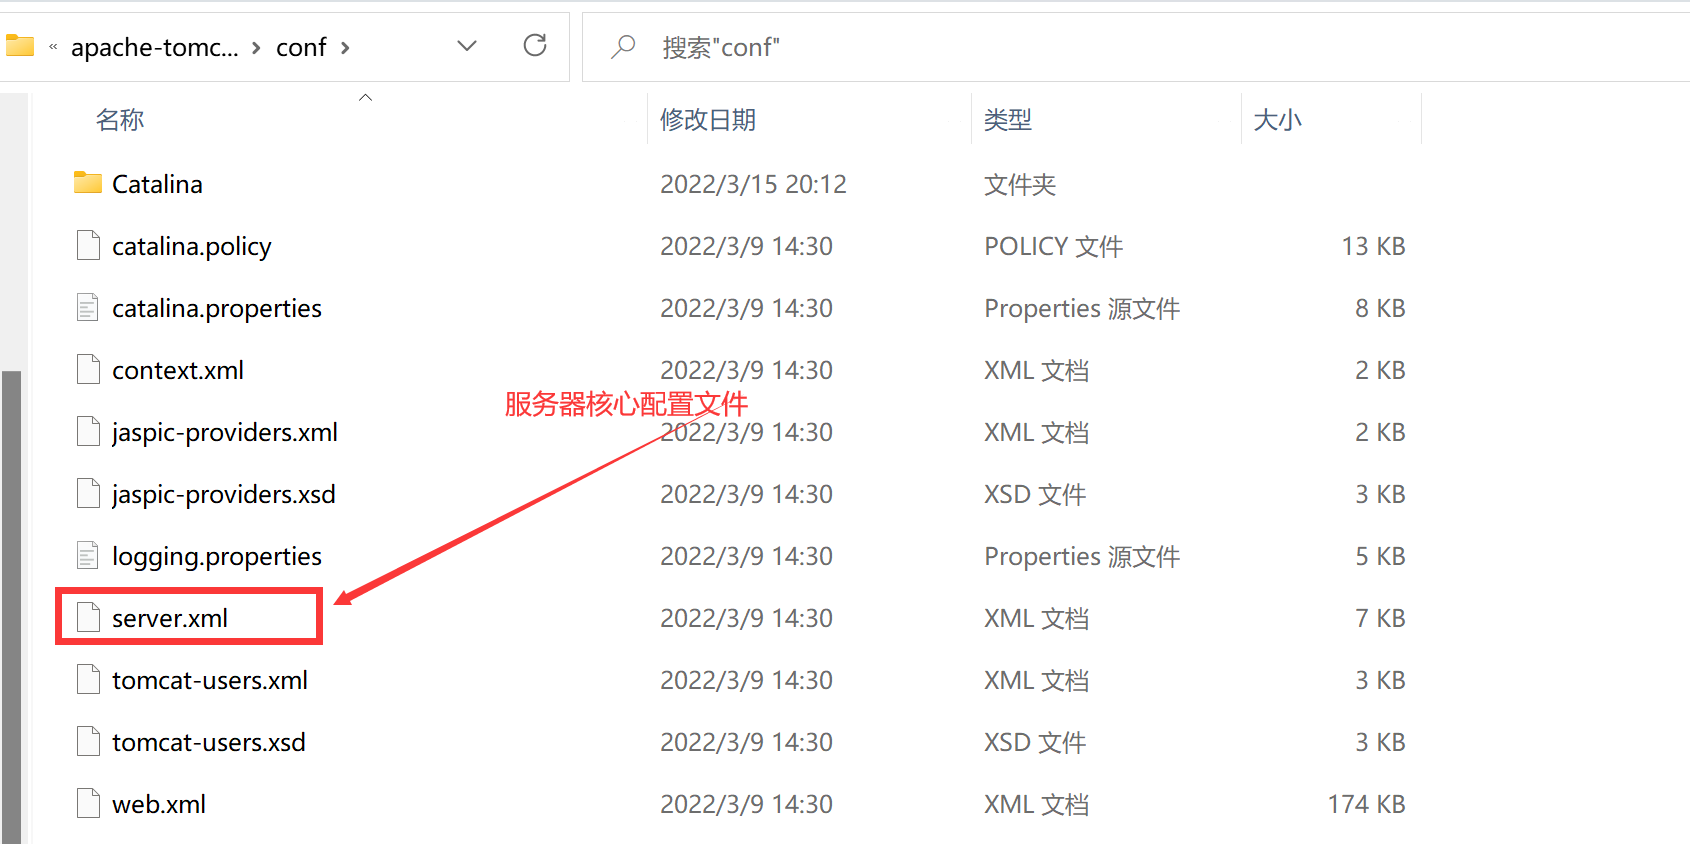 « apache-tomc... > conf >
搜索"conf"
名称 修改日期 类型 大小
Catalina 2022/3/15 20:12 文件夹
catalina.policy 2022/3/9 14:30 POLICY 文件 13 KB
catalina.properties 2022/3/9 14:30 Properties 源文件 8 KB
context.xml 2022/3/9 14:30 XML 文档 2 KB
服务器核心配置文件
jaspic-providers.xml 2022/3/9 14:30 XML 文档 2 KB
jaspic-providers.xsd 2022/3/9 14:30 XSD 文件 3 KB
logging.properties 2022/3/9 14:30 Properties 源文件 5 KB
server.xml 2022/3/9 14:30 XML 文档 7 KB
tomcat-users.xml 2022/3/9 14:30 XML 文档 3 KB
tomcat-users.xsd 2022/3/9 14:30 XSD 文件 3 KB
web.xml 2022/3/9 14:30 XML 文档 174 KB